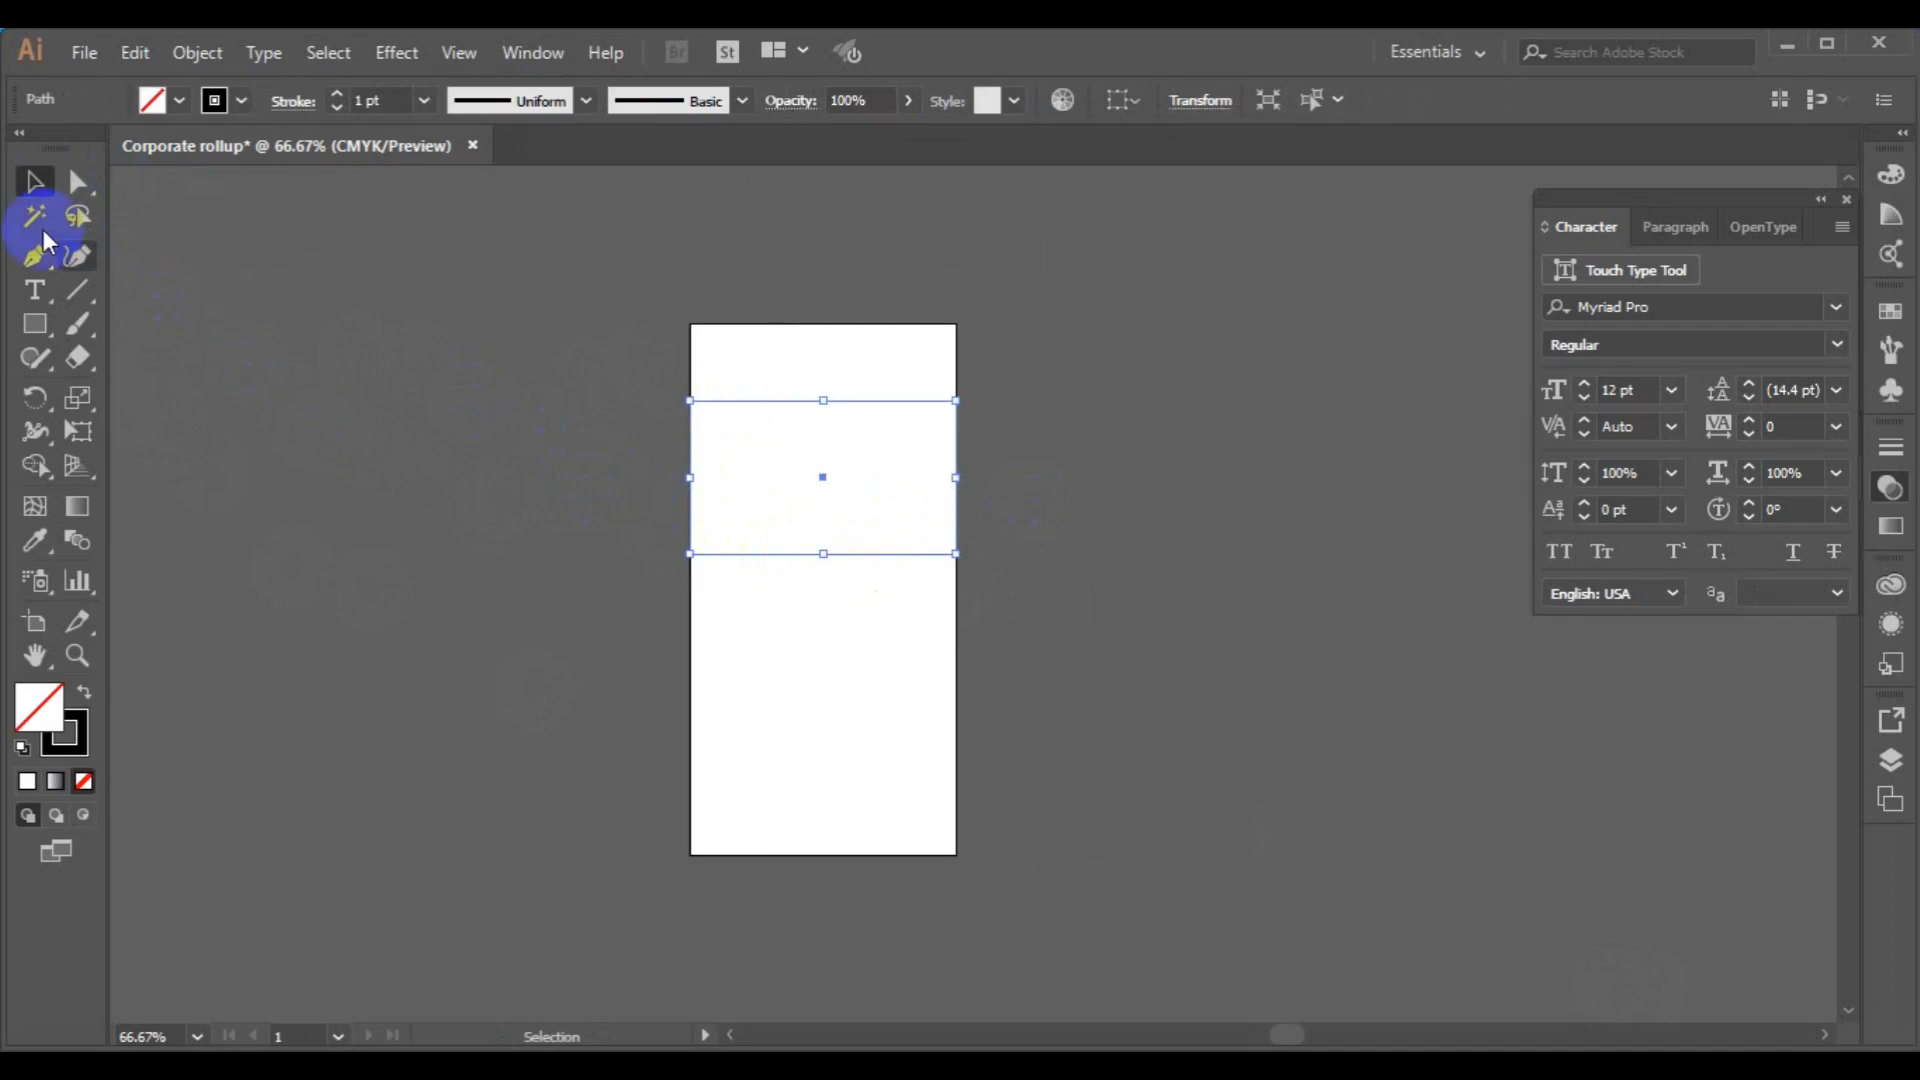 Ai File Edit Object Type Select Effect View Window Help Br St Essentials Search Adobe Stock
Path Stroke: 1 pt Uniform Basic Opacity: 100% Style: Transform
Corporate rollup* @ 66.67% (CMYK/Preview) ×
Character Paragraph OpenType
Touch Type Tool
Myriad Pro
Regular
12 pt (14.4 pt)
Auto 0
100% 100%
0 pt 0°
English: USA
66.67% 1 Selection